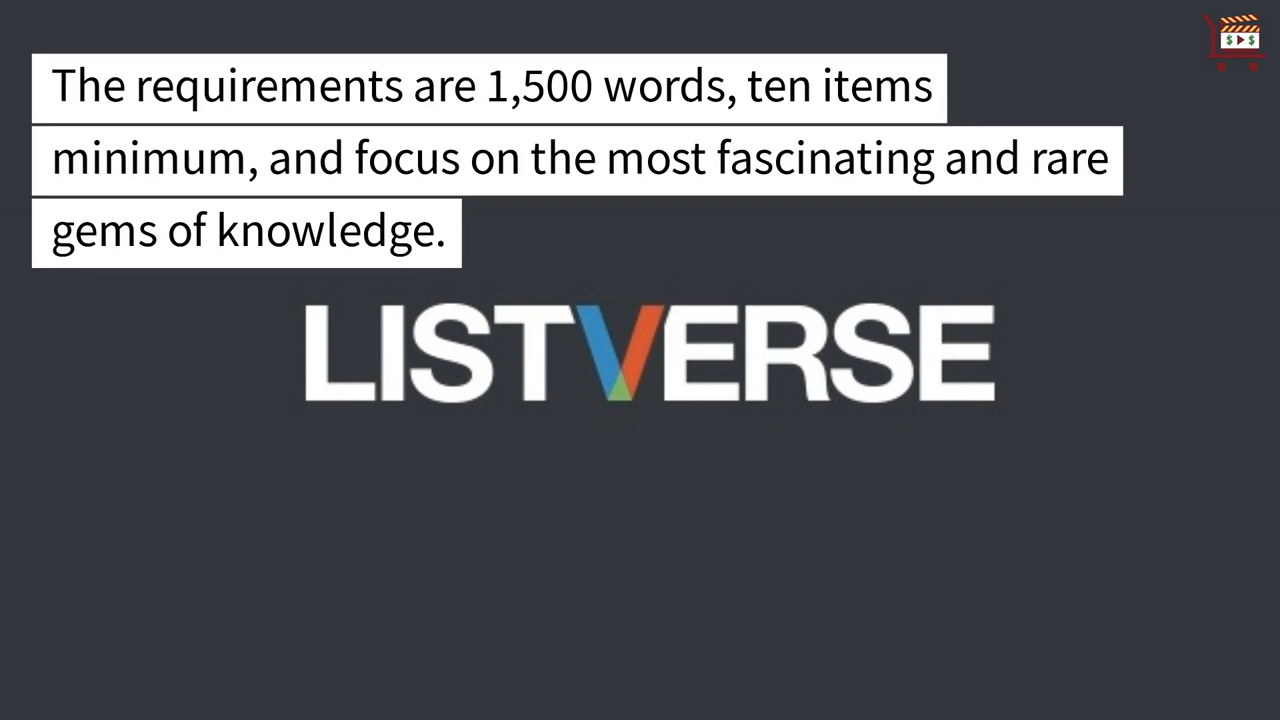 The requirements are 1,500 words, ten items
minimum, and focus on the most fascinating and rare
gems of knowledge.
LISTVERSE
$ $